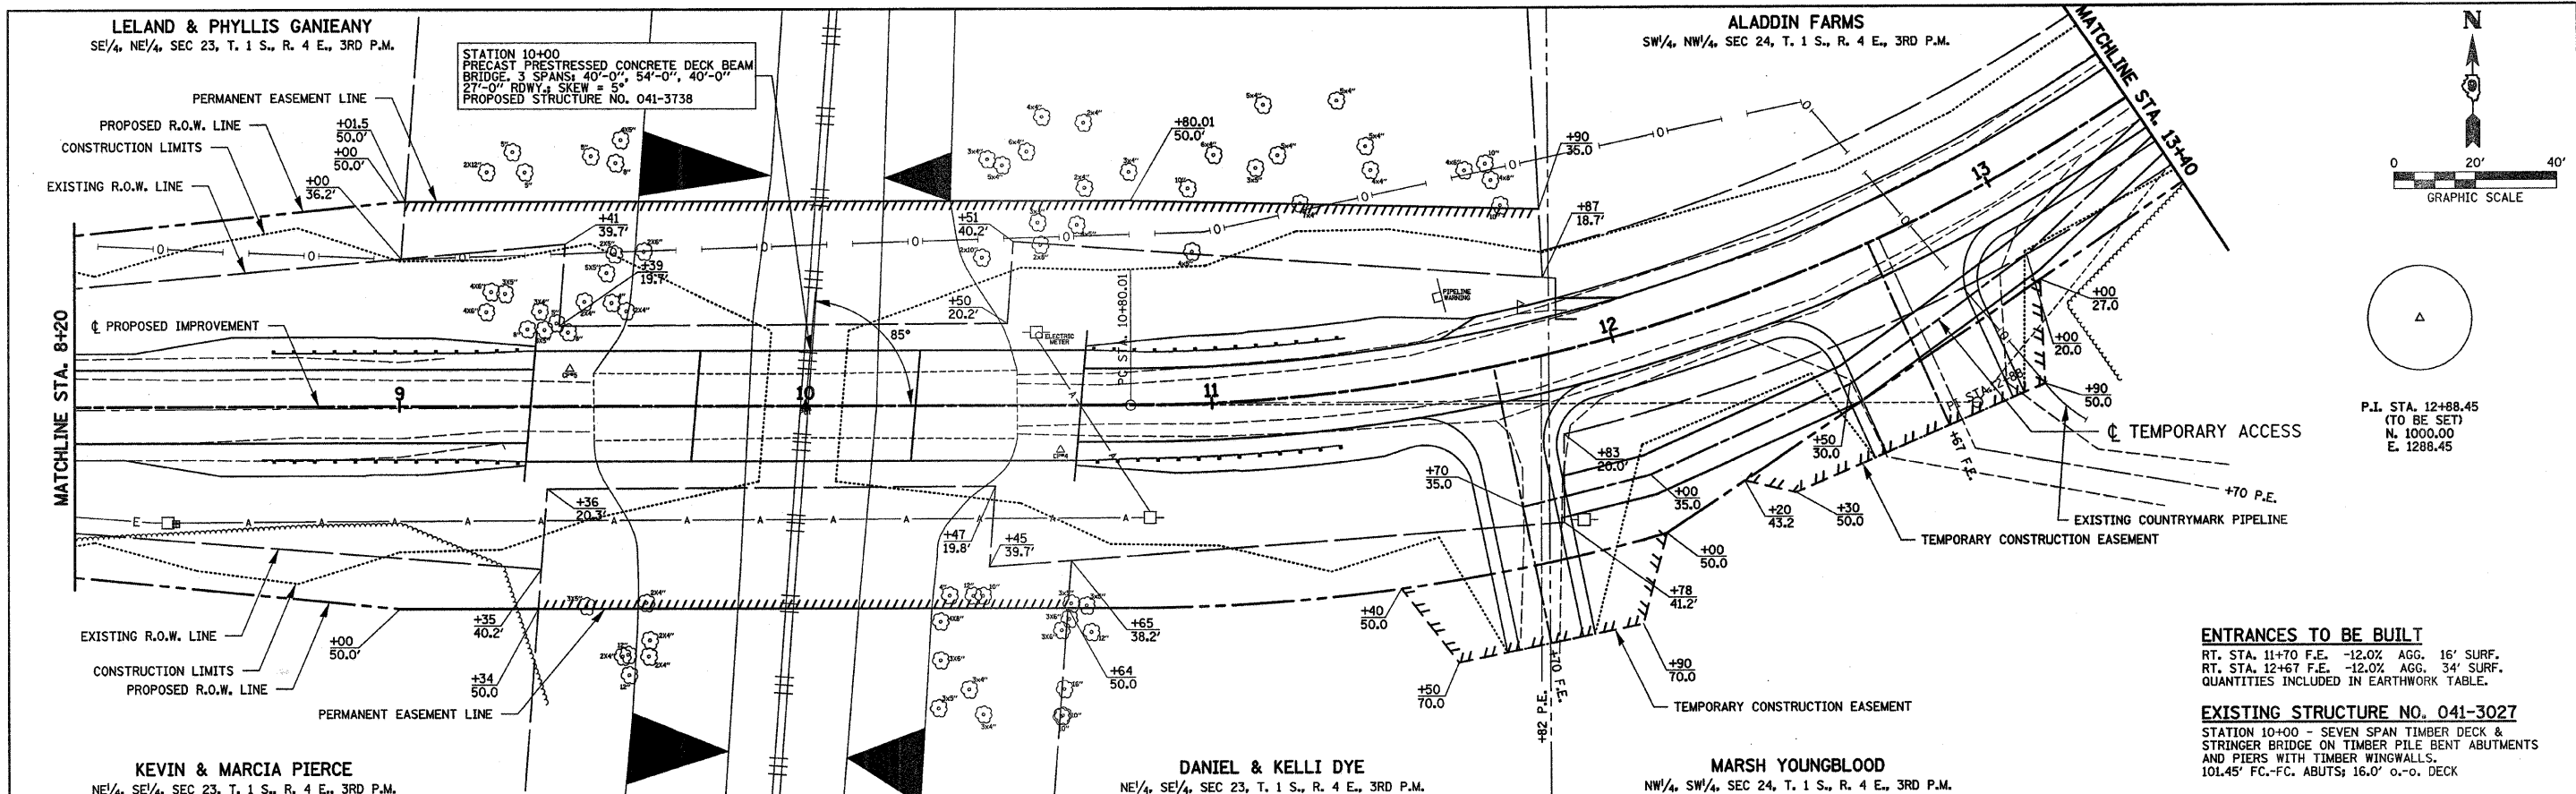 LELAND & PHYLLIS GANIEANY
SE¼, NE¼, SEC 23, T. 1 S., R. 4 E., 3RD P.M.
STATION 10+00
PRECAST PRESTRESSED CONCRETE DECK BEAM
BRIDGE. 3 SPANS: 40'-0", 54'-0", 40'-0"
27'-0" RDWY.; SKEW = 5°
PROPOSED STRUCTURE NO. 041-3738
ALADDIN FARMS
SW¼, NW¼, SEC 24, T. 1 S., R. 4 E., 3RD P.M.
MATCHLINE STA. 13+40
N
0 20' 40'
GRAPHIC SCALE
PERMANENT EASEMENT LINE
PROPOSED R.O.W. LINE
CONSTRUCTION LIMITS
EXISTING R.O.W. LINE
+01.5
50.0'
+00
50.0'
+00
36.2'
+41
39.7'
+39
19.7'
+51
40.2'
+50
20.2'
+80.01
50.0'
+90
35.0
+87
18.7'
PIPELINE
WARNING
ELECTRIC
METER
PC STA. 10+80.01
85°
MATCHLINE STA. 8+20
℄ PROPOSED IMPROVEMENT
9
10
11
12
13
+00
27.0
+00
20.0
+90
50.0
P.I. STA. 12+88.45
(TO BE SET)
N. 1000.00
E. 1288.45
℄ TEMPORARY ACCESS
+50
30.0
+67 F.E.
+70 P.E.
+83
20.0'
+70
35.0
+00
35.0
+20
43.2
+30
50.0
EXISTING COUNTRYMARK PIPELINE
TEMPORARY CONSTRUCTION EASEMENT
+36
20.3'
+47
19.8'
+45
39.7'
+00
50.0
+78
41.2'
E A A A A A A A A A
EXISTING R.O.W. LINE
CONSTRUCTION LIMITS
PROPOSED R.O.W. LINE
+00
50.0'
+35
40.2'
+34
50.0
PERMANENT EASEMENT LINE
+65
38.2'
+64
50.0
+40
50.0
+50
70.0
+70 F.E.
+82 P.E.
+90
70.0
TEMPORARY CONSTRUCTION EASEMENT
ENTRANCES TO BE BUILT
RT. STA. 11+70 F.E. -12.0% AGG. 16' SURF.
RT. STA. 12+67 F.E. -12.0% AGG. 34' SURF.
QUANTITIES INCLUDED IN EARTHWORK TABLE.
EXISTING STRUCTURE NO. 041-3027
STATION 10+00 - SEVEN SPAN TIMBER DECK &
STRINGER BRIDGE ON TIMBER PILE BENT ABUTMENTS
AND PIERS WITH TIMBER WINGWALLS.
101.45' FC.-FC. ABUTS; 16.0' o.-o. DECK
KEVIN & MARCIA PIERCE
NE¼, SE¼, SEC 23, T. 1 S., R. 4 E., 3RD P.M.
DANIEL & KELLI DYE
NE¼, SE¼, SEC 23, T. 1 S., R. 4 E., 3RD P.M.
MARSH YOUNGBLOOD
NW¼, SW¼, SEC 24, T. 1 S., R. 4 E., 3RD P.M.